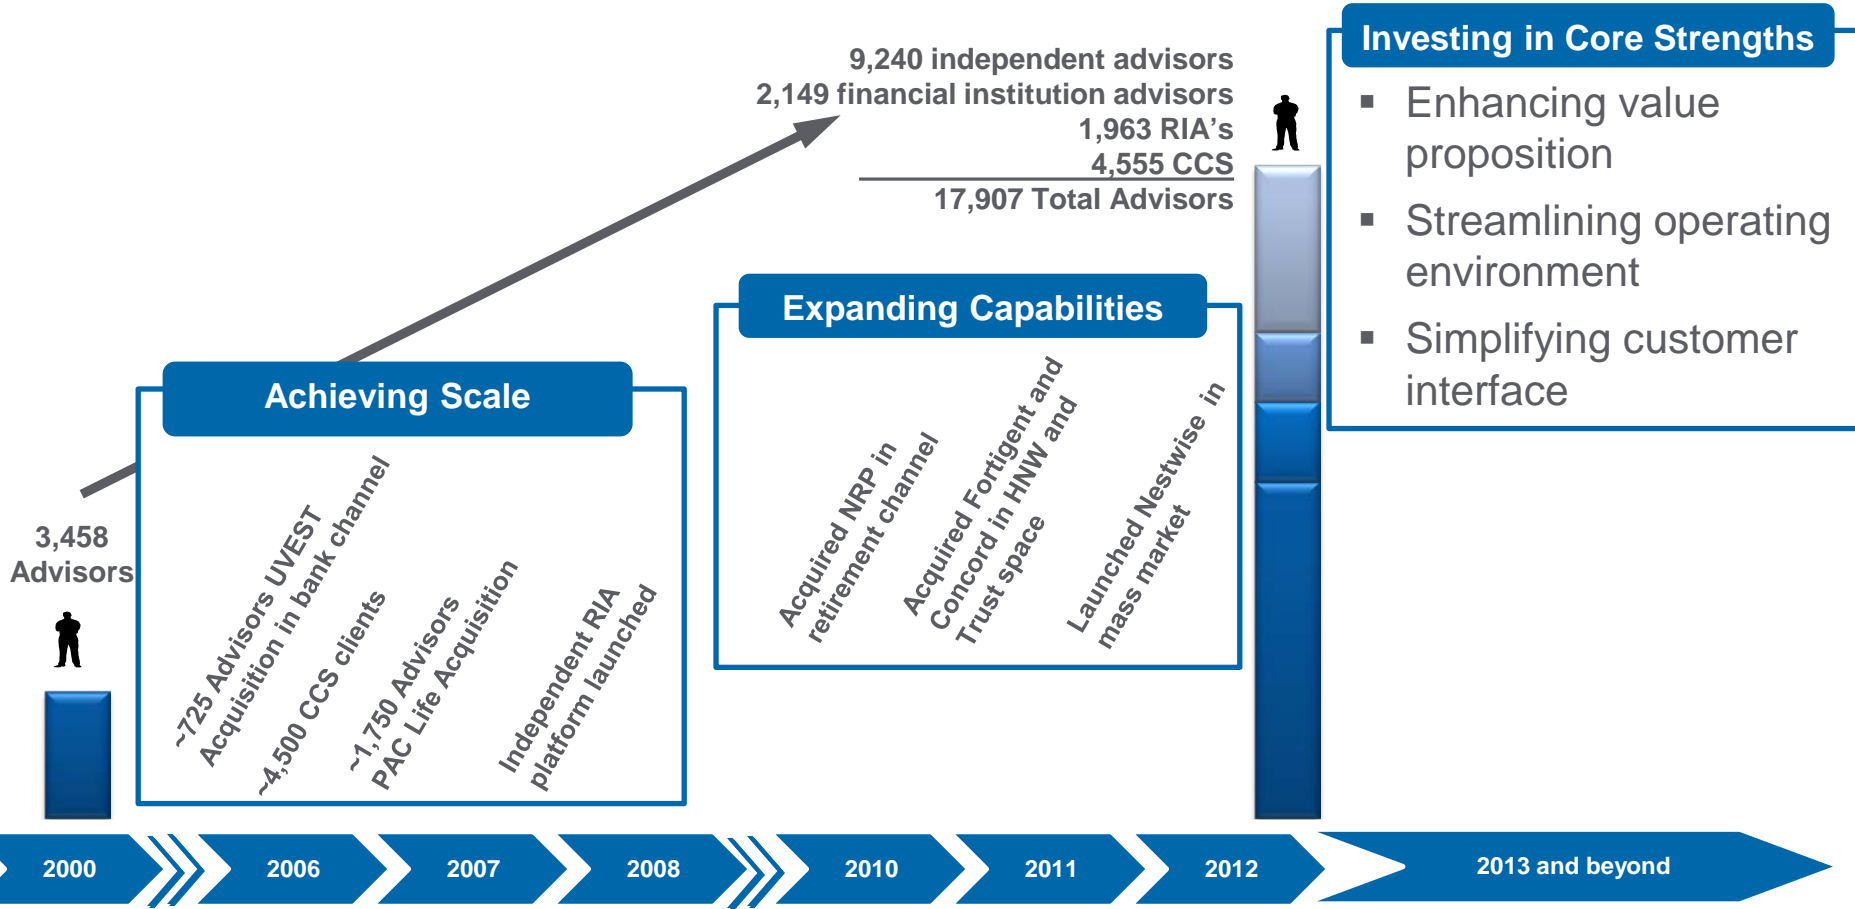 9,240 independent advisors
2,149 financial institution advisors
1,963 RIA’s
4,555 CCS
17,907 Total Advisors
Investing in Core Strengths
▪ Enhancing value
proposition
▪ Streamlining operating
environment
▪ Simplifying customer
interface
Expanding Capabilities
Acquired NRP in
retirement channel
Acquired Fortigent and
Concord in HNW and
Trust space
Launched Nestwise in
mass market
Achieving Scale
~725 Advisors UVEST
Acquisition in bank channel
~4,500 CCS clients
~1,750 Advisors
PAC Life Acquisition
Independent RIA
platform launched
3,458
Advisors
2000
2006
2007
2008
2010
2011
2012
2013 and beyond